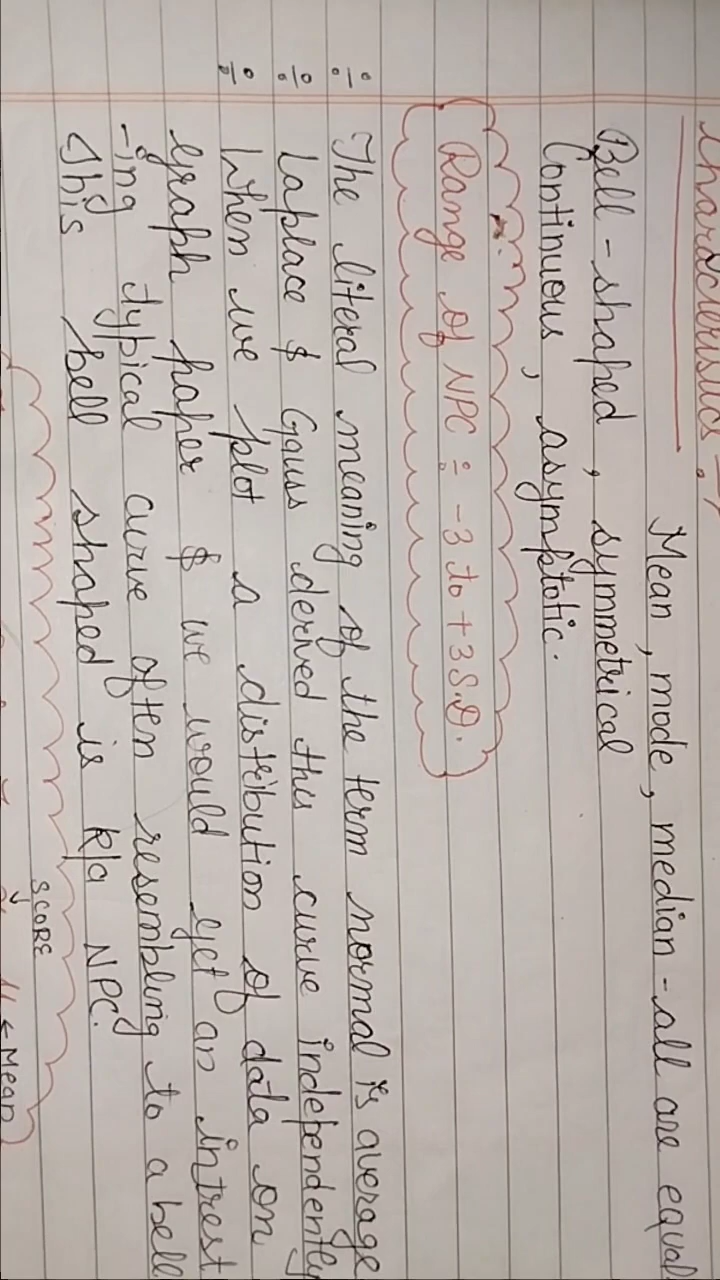 Characteristics :→
Mean, mode, median - all are equal
Bell - shaped, symmetrical
Continuous, asymptotic.
Range of NPC :- -3 to +3 S.D.
÷ The literal meaning of the term normal is average
÷ Laplace & Gauss derived this curve independently
÷ When we plot a distribution of data on
graph paper & we would get an intrest
-ing typical curve often resembling to a bell
This bell shaped is k/a NPC.
SCORE
Mean